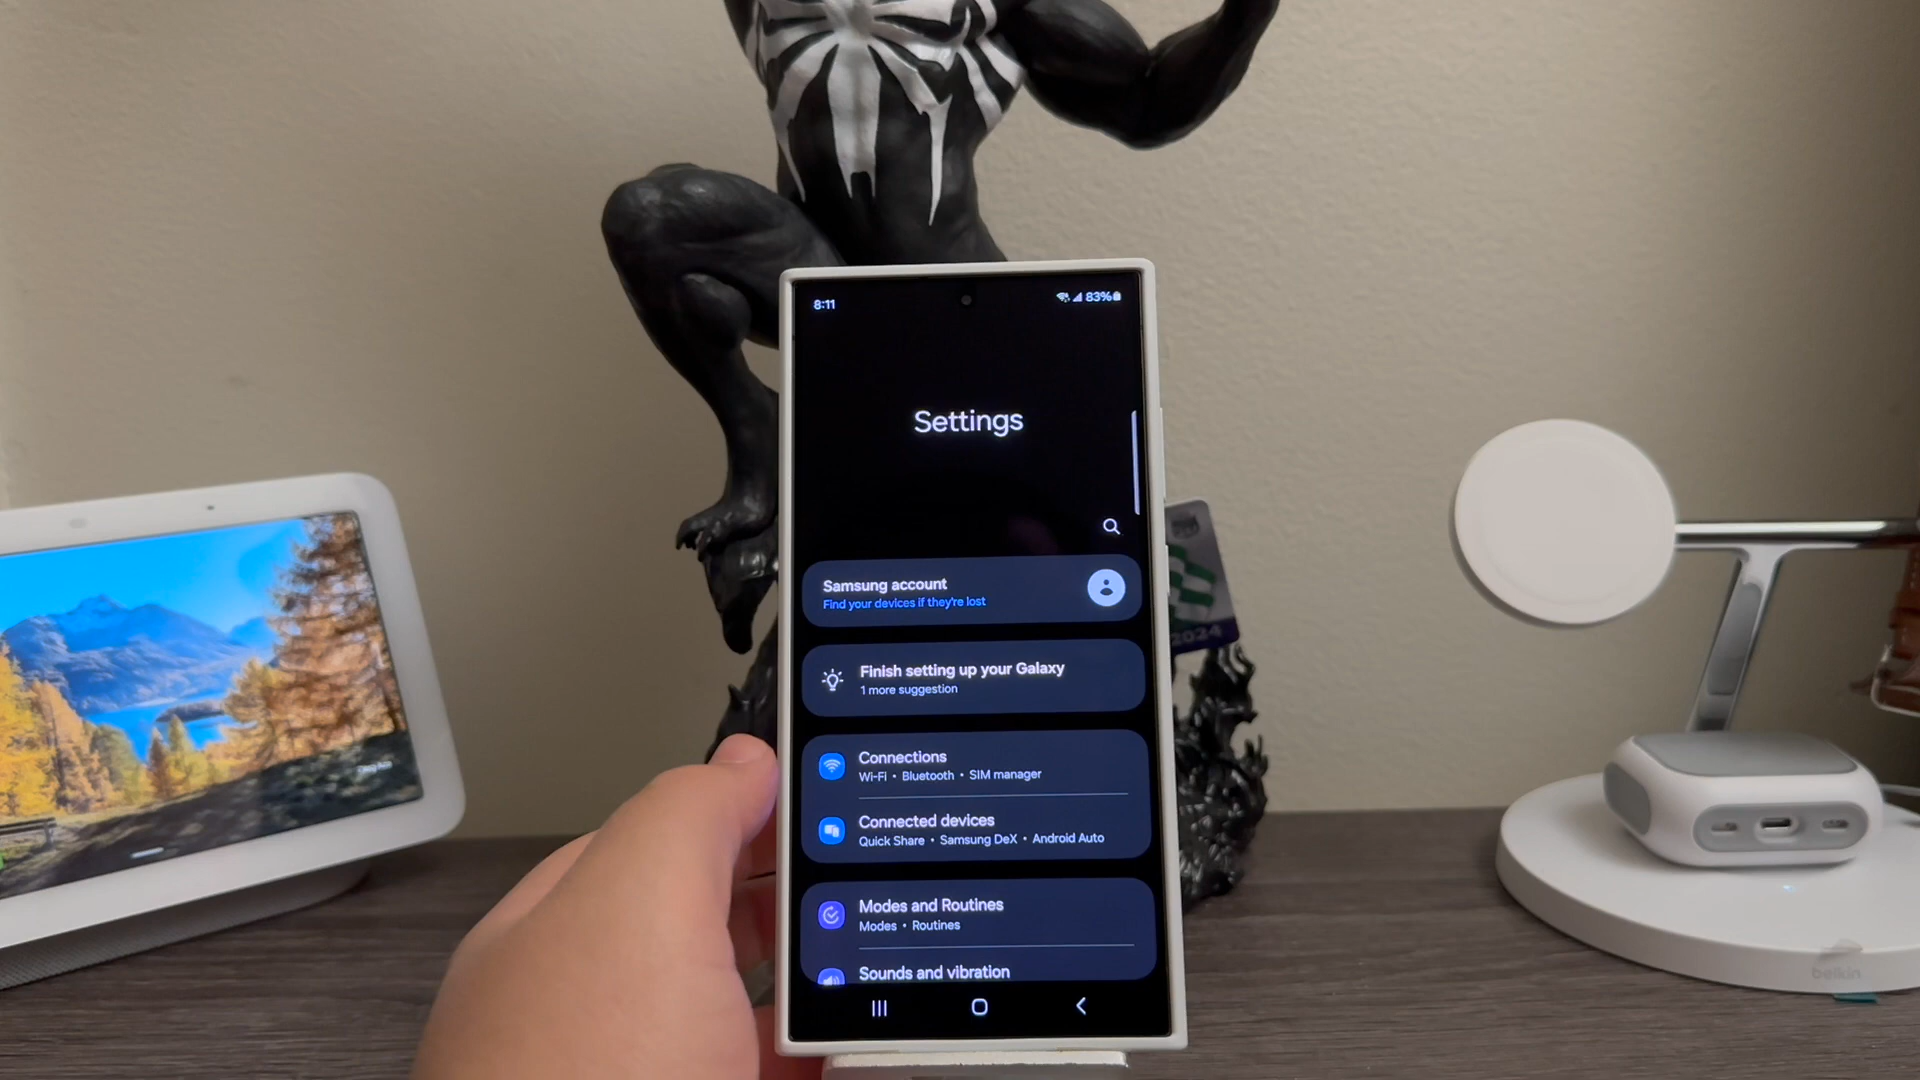 8:11
83%
Settings
Samsung account
Find your devices if they're lost
Finish setting up your Galaxy
1 more suggestion
Connections
Wi-Fi • Bluetooth • SIM manager
Connected devices
Quick Share • Samsung DeX • Android Auto
Modes and Routines
Modes • Routines
Sounds and vibration
2024
belkin